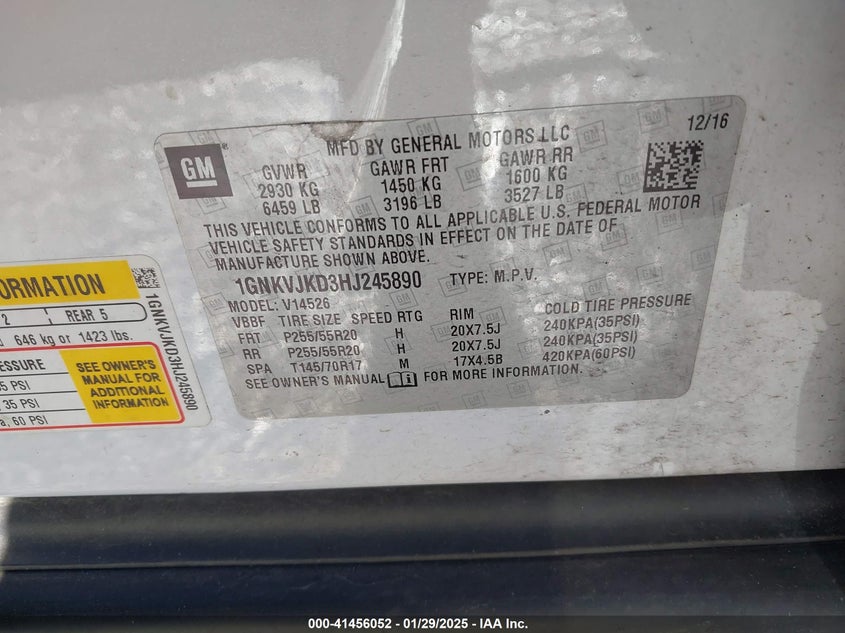 12/16
MFD BY GENERAL MOTORS LLC
GM
GVWR GAWR FRT GAWR RR
2930 KG 1450 KG 1600 KG
6459 LB 3196 LB 3527 LB
THIS VEHICLE CONFORMS TO ALL APPLICABLE U.S. FEDERAL MOTOR
VEHICLE SAFETY STANDARDS IN EFFECT ON THE DATE OF
MANUFACTURE SHOWN ABOVE.
1GNKVJKD3HJ245890 TYPE: M.P.V.
MODEL: V14526
VBBF TIRE SIZE SPEED RTG RIM COLD TIRE PRESSURE
FRT P255/55R20 H 20X7.5J 240KPA(35PSI)
RR P255/55R20 H 20X7.5J 240KPA(35PSI)
SPA T145/70R17 M 17X4.5B 420KPA(60PSI)
SEE OWNER'S MANUAL FOR MORE INFORMATION.
ORMATION
2 REAR 5
646 kg or 1423 lbs.
SSURE
5 PSI
35 PSI
a, 60 PSI
SEE OWNER'S
MANUAL FOR
ADDITIONAL
INFORMATION
1GNKVJKD3HJ245890
000-41456052 / 01/29/2025 - IAA Inc.